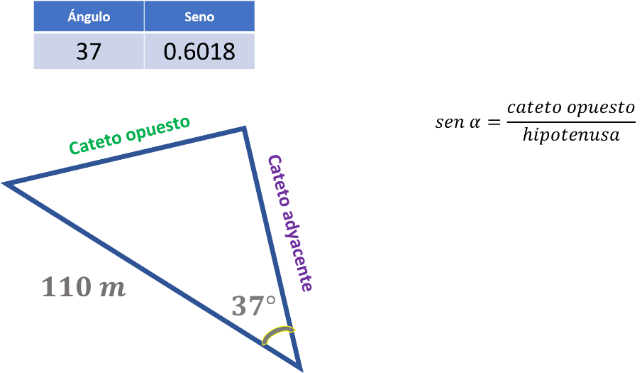 Ángulo Seno
37 0.6018
Cateto opuesto
sen α = cateto opuesto / hipotenusa
Cateto adyacente
110 m
37°